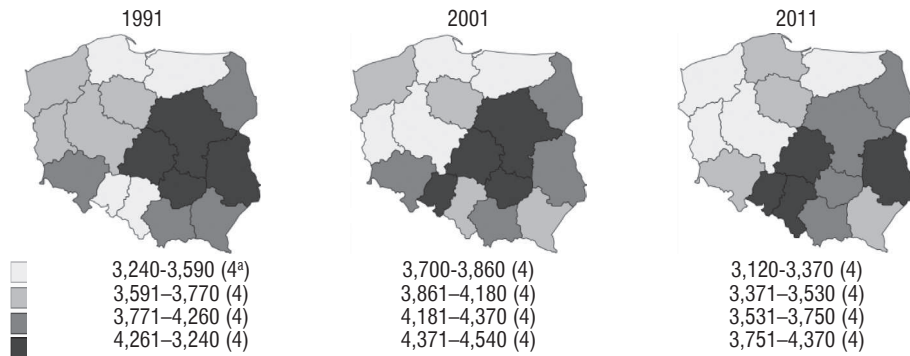 1991 2001 2011
3,240-3,590 (4ª) 3,700-3,860 (4) 3,120-3,370 (4)
3,591–3,770 (4) 3,861–4,180 (4) 3,371–3,530 (4)
3,771–4,260 (4) 4,181–4,370 (4) 3,531–3,750 (4)
4,261–3,240 (4) 4,371–4,540 (4) 3,751–4,370 (4)